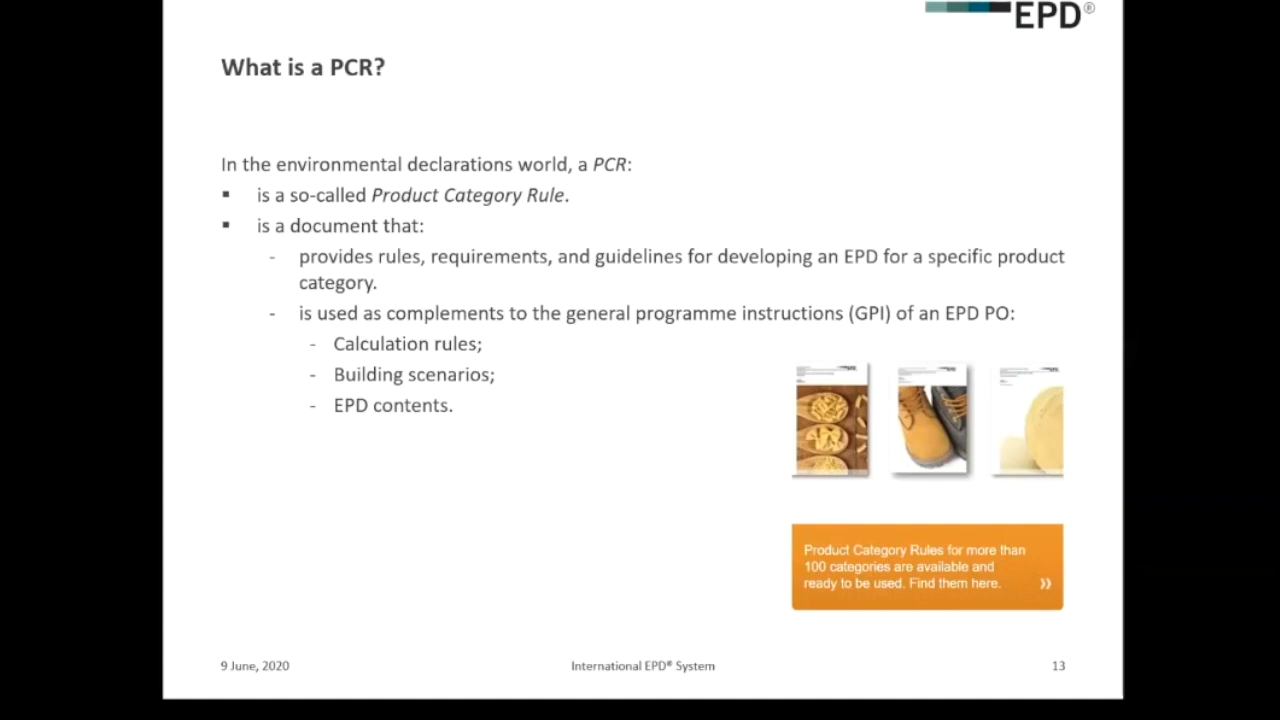 EPD®
What is a PCR?
In the environmental declarations world, a PCR:
▪ is a so-called Product Category Rule.
▪ is a document that:
- provides rules, requirements, and guidelines for developing an EPD for a specific product
category.
- is used as complements to the general programme instructions (GPI) of an EPD PO:
- Calculation rules;
- Building scenarios;
- EPD contents.
EPD
EPD
EPD
Product Category Rules for more than
100 categories are available and
ready to be used. Find them here. »
9 June, 2020
International EPD® System
13